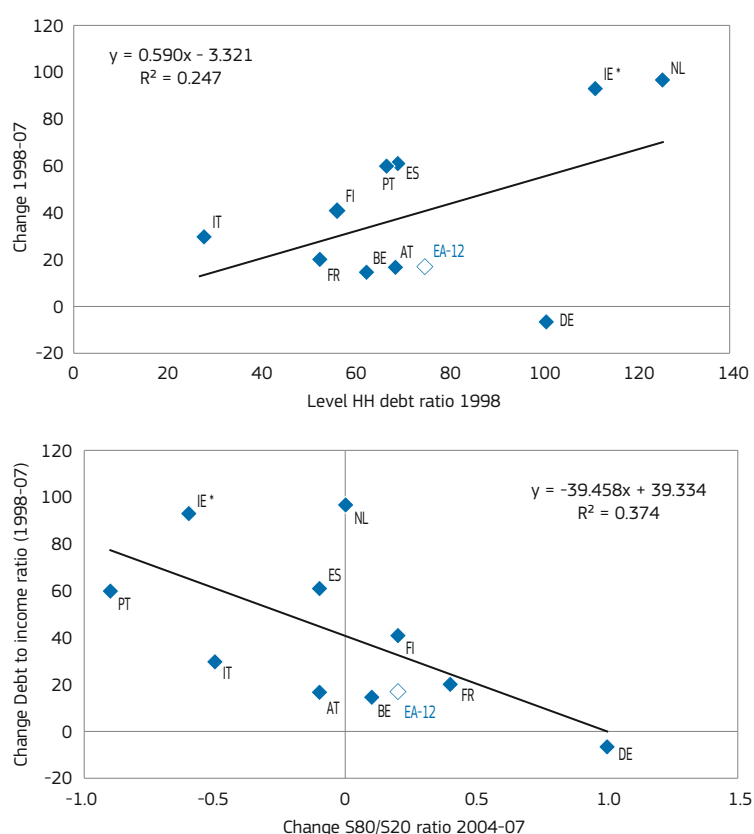 120
100
80
60
40
20
0
-20
Change 1998-07
y = 0.590x - 3.321
R² = 0.247
IE *
NL
PT
ES
FI
IT
FR
BE
AT
EA-12
DE
0 20 40 60 80 100 120 140
Level HH debt ratio 1998
120
100
80
60
40
20
0
-20
Change Debt to income ratio (1998-07)
y = -39.458x + 39.334
R² = 0.374
IE *
NL
ES
PT
FI
IT
AT
BE
EA-12
FR
DE
-1.0 -0.5 0 0.5 1.0 1.5
Change S80/S20 ratio 2004-07